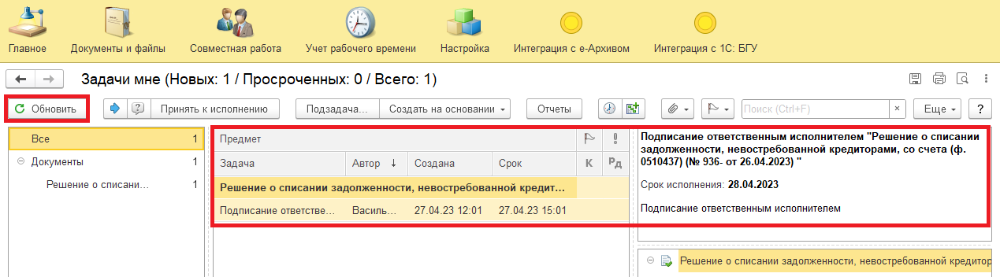 Главное Документы и файлы Совместная работа Учет рабочего времени Настройка Интеграция с е-Архивом Интеграция с 1С: БГУ
Задачи мне (Новых: 1 / Просроченных: 0 / Всего: 1)
Обновить Принять к исполнению Подзадача... Создать на основании Отчеты Поиск (Ctrl+F) × Еще ?
Все 1
Документы 1
Решение о списани... 1
Предмет
Задача Автор ↓ Создана Срок К Рд
Решение о списании задолженности, невостребованной кредит...
Подписание ответстве... Василь... 27.04.23 12:01 27.04.23 15:01
Подписание ответственным исполнителем "Решение о списании
задолженности, невостребованной кредиторами, со счета (ф.
0510437) (№ 936- от 26.04.2023) "
Срок исполнения: 28.04.2023
Подписание ответственным исполнителем
Решение о списании задолженности, невостребованной кредитор